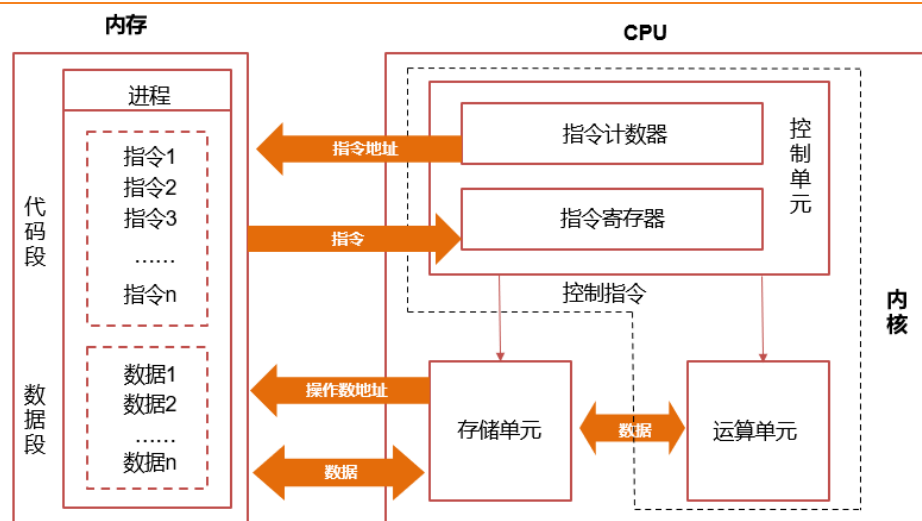 内存
CPU
进程
指令1
指令2
指令3
……
指令n
代码段
数据1
数据2
……
数据n
数据段
指令地址
指令
操作数地址
数据
指令计数器
指令寄存器
控制单元
控制指令
内核
存储单元
数据
运算单元